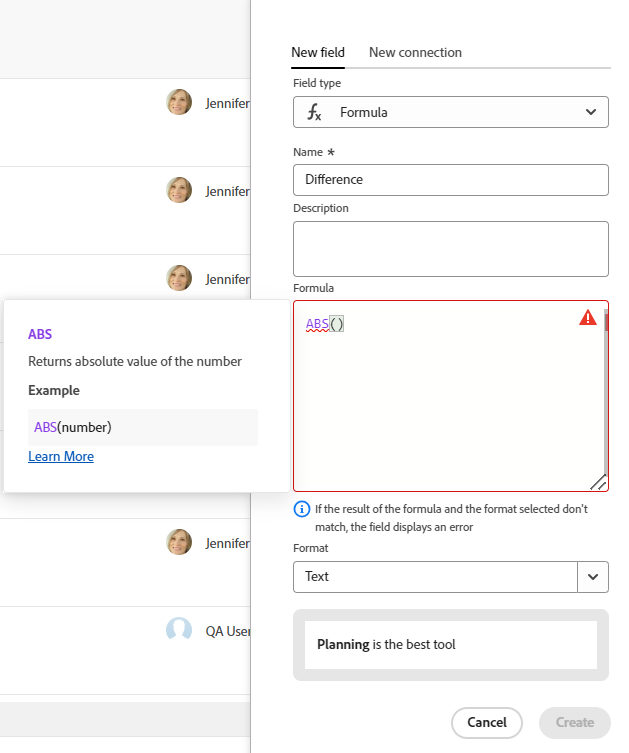 New field New connection
Field type
fx Formula
Name *
Difference
Description
Formula
ABS()
If the result of the formula and the format selected don't
match, the field displays an error
Format
Text
Planning is the best tool
Cancel Create
Jennifer
Jennifer
Jennifer
ABS
Returns absolute value of the number
Example
ABS(number)
Learn More
Jennifer
QA User